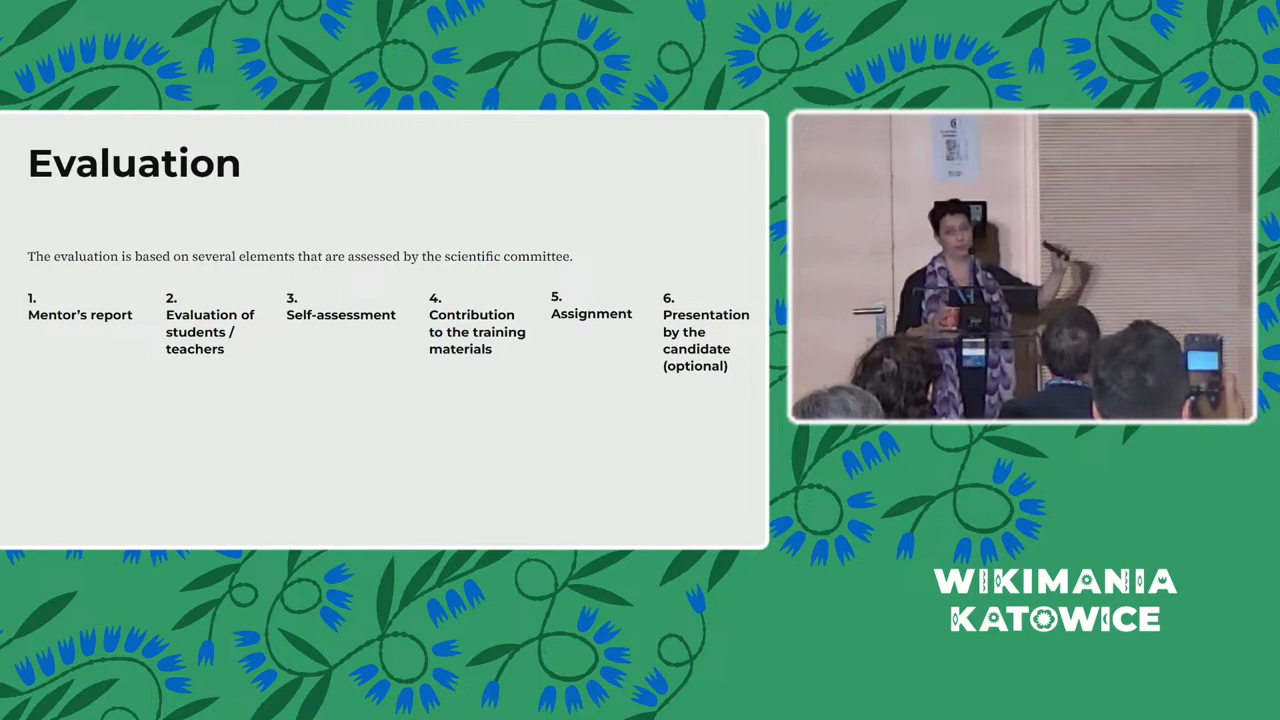 Evaluation
The evaluation is based on several elements that are assessed by the scientific committee.
1.
Mentor’s report
2.
Evaluation of
students /
teachers
3.
Self-assessment
4.
Contribution
to the training
materials
5.
Assignment
6.
Presentation
by the
candidate
(optional)
WIKIMANIA
KATOWICE